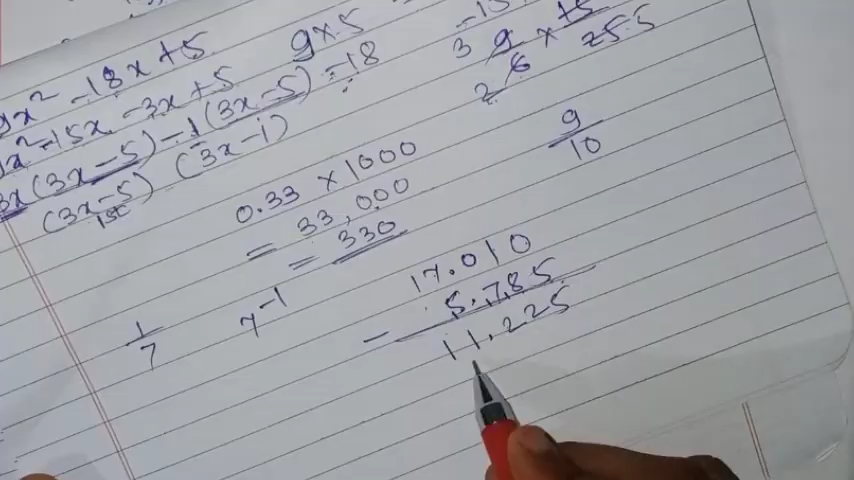 9x² - 18x + 5
9x² - 15x - 3x + 5
3x(3x - 5) - 1(3x - 5)
(3x - 5) (3x - 1)
9 x 5
= 18
- 15
3 9
2 6
x
+5
25.5
0.33 x 1000
= 33,000
= 330
9
10
1
7
7⁻¹
17.010
- 5.785
11.225